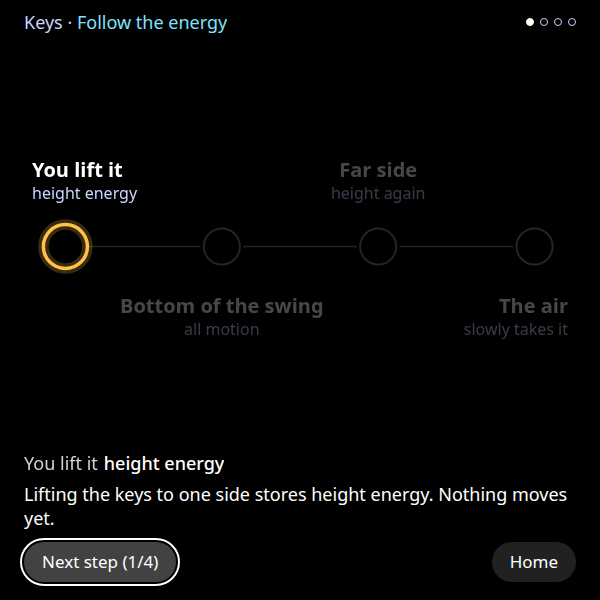 Keys · Follow the energy
You lift it
height energy
Far side
height again
Bottom of the swing
all motion
The air
slowly takes it
You lift it height energy
Lifting the keys to one side stores height energy. Nothing moves
yet.
Next step (1/4)
Home